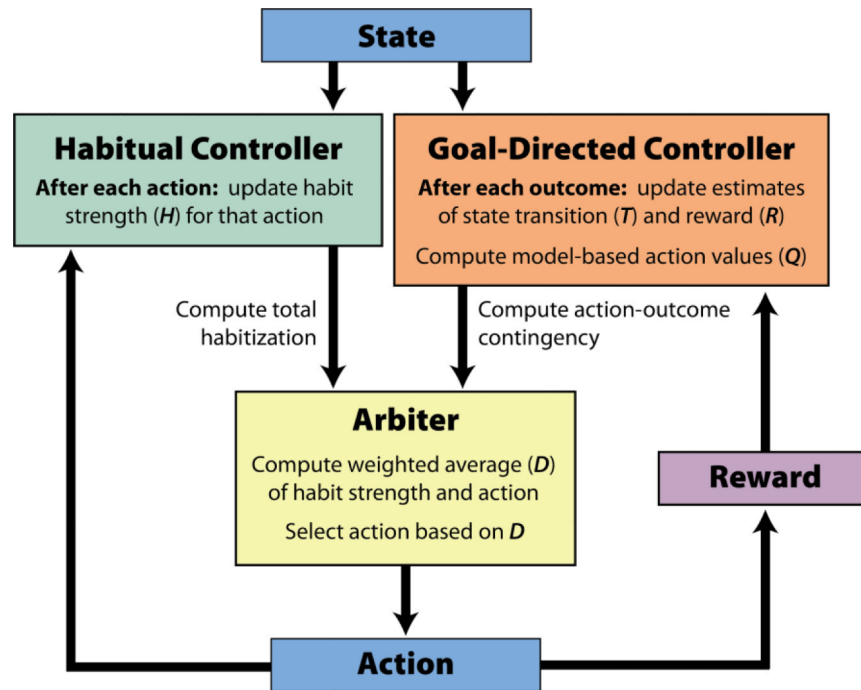 State
Habitual Controller
After each action: update habit
strength (H) for that action
Goal-Directed Controller
After each outcome: update estimates
of state transition (T) and reward (R)
Compute model-based action values (Q)
Compute total
habitization
Compute action-outcome
contingency
Arbiter
Compute weighted average (D)
of habit strength and action
Select action based on D
Reward
Action